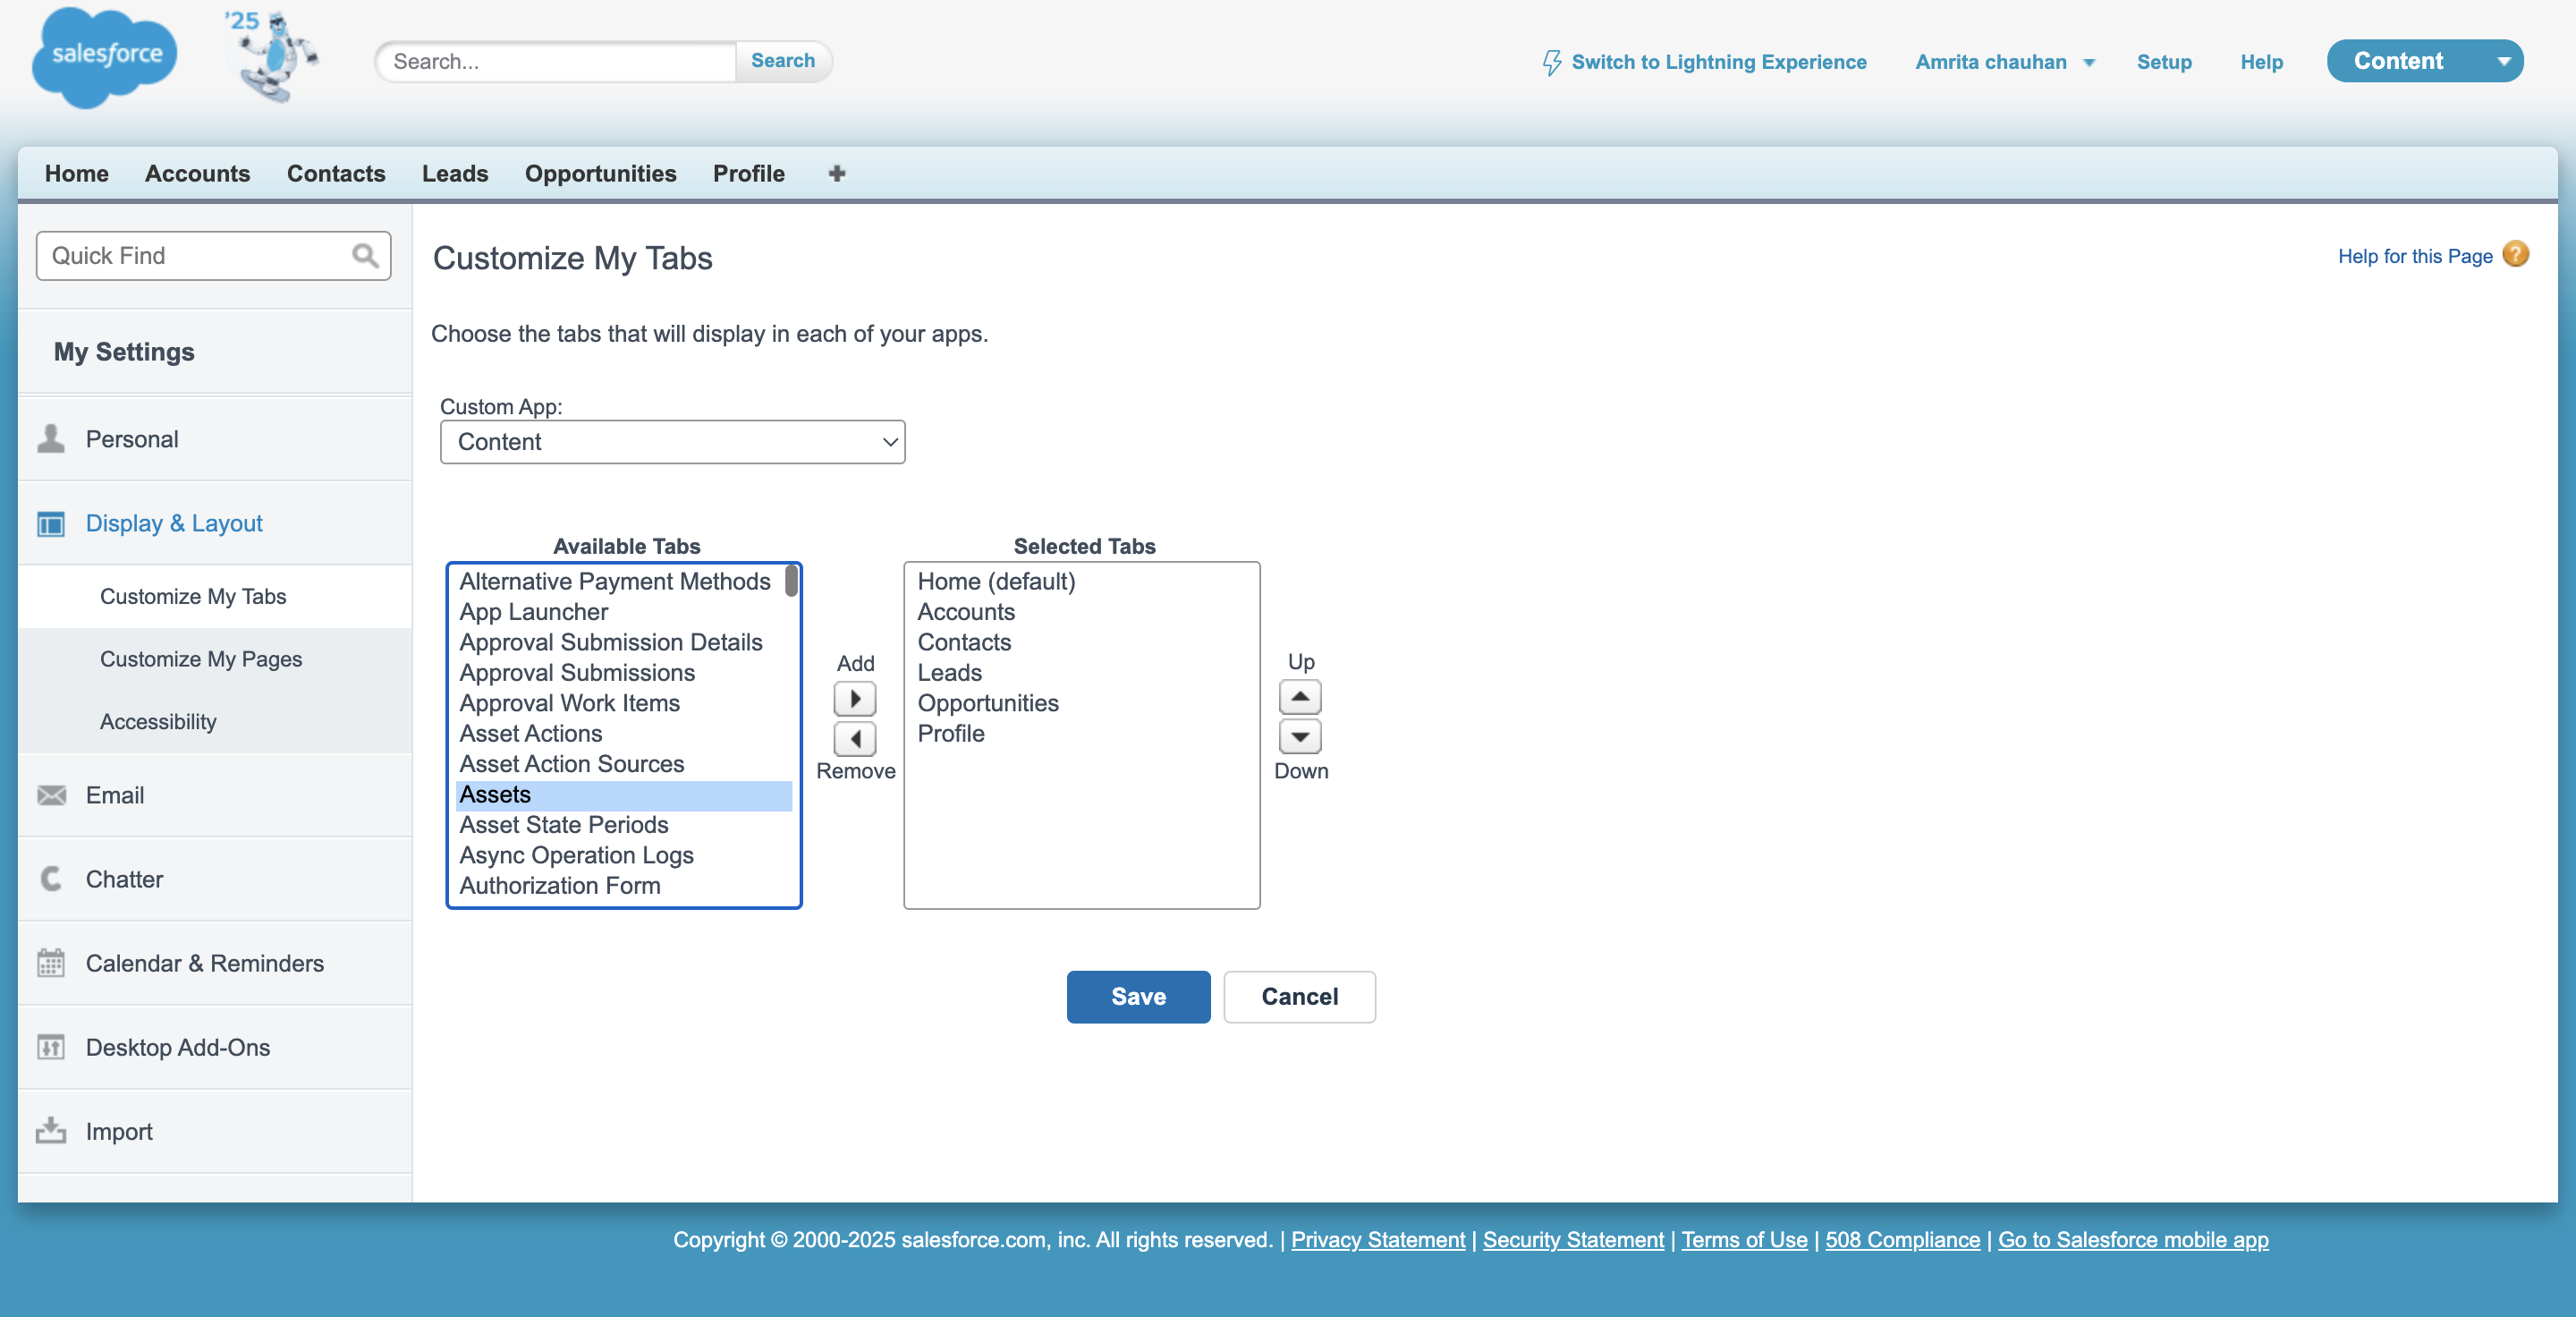 salesforce
'25
Search...
Search
Switch to Lightning Experience
Amrita chauhan
Setup
Help
Content
Home
Accounts
Contacts
Leads
Opportunities
Profile
Quick Find
My Settings
Personal
Display & Layout
Customize My Tabs
Customize My Pages
Accessibility
Email
Chatter
Calendar & Reminders
Desktop Add-Ons
Import
Customize My Tabs
Help for this Page
Choose the tabs that will display in each of your apps.
Custom App:
Content
Available Tabs
Alternative Payment Methods
App Launcher
Approval Submission Details
Approval Submissions
Approval Work Items
Asset Actions
Asset Action Sources
Assets
Asset State Periods
Async Operation Logs
Authorization Form
Add
Remove
Selected Tabs
Home (default)
Accounts
Contacts
Leads
Opportunities
Profile
Up
Down
Save
Cancel
Copyright © 2000-2025 salesforce.com, inc. All rights reserved. | Privacy Statement | Security Statement | Terms of Use | 508 Compliance | Go to Salesforce mobile app